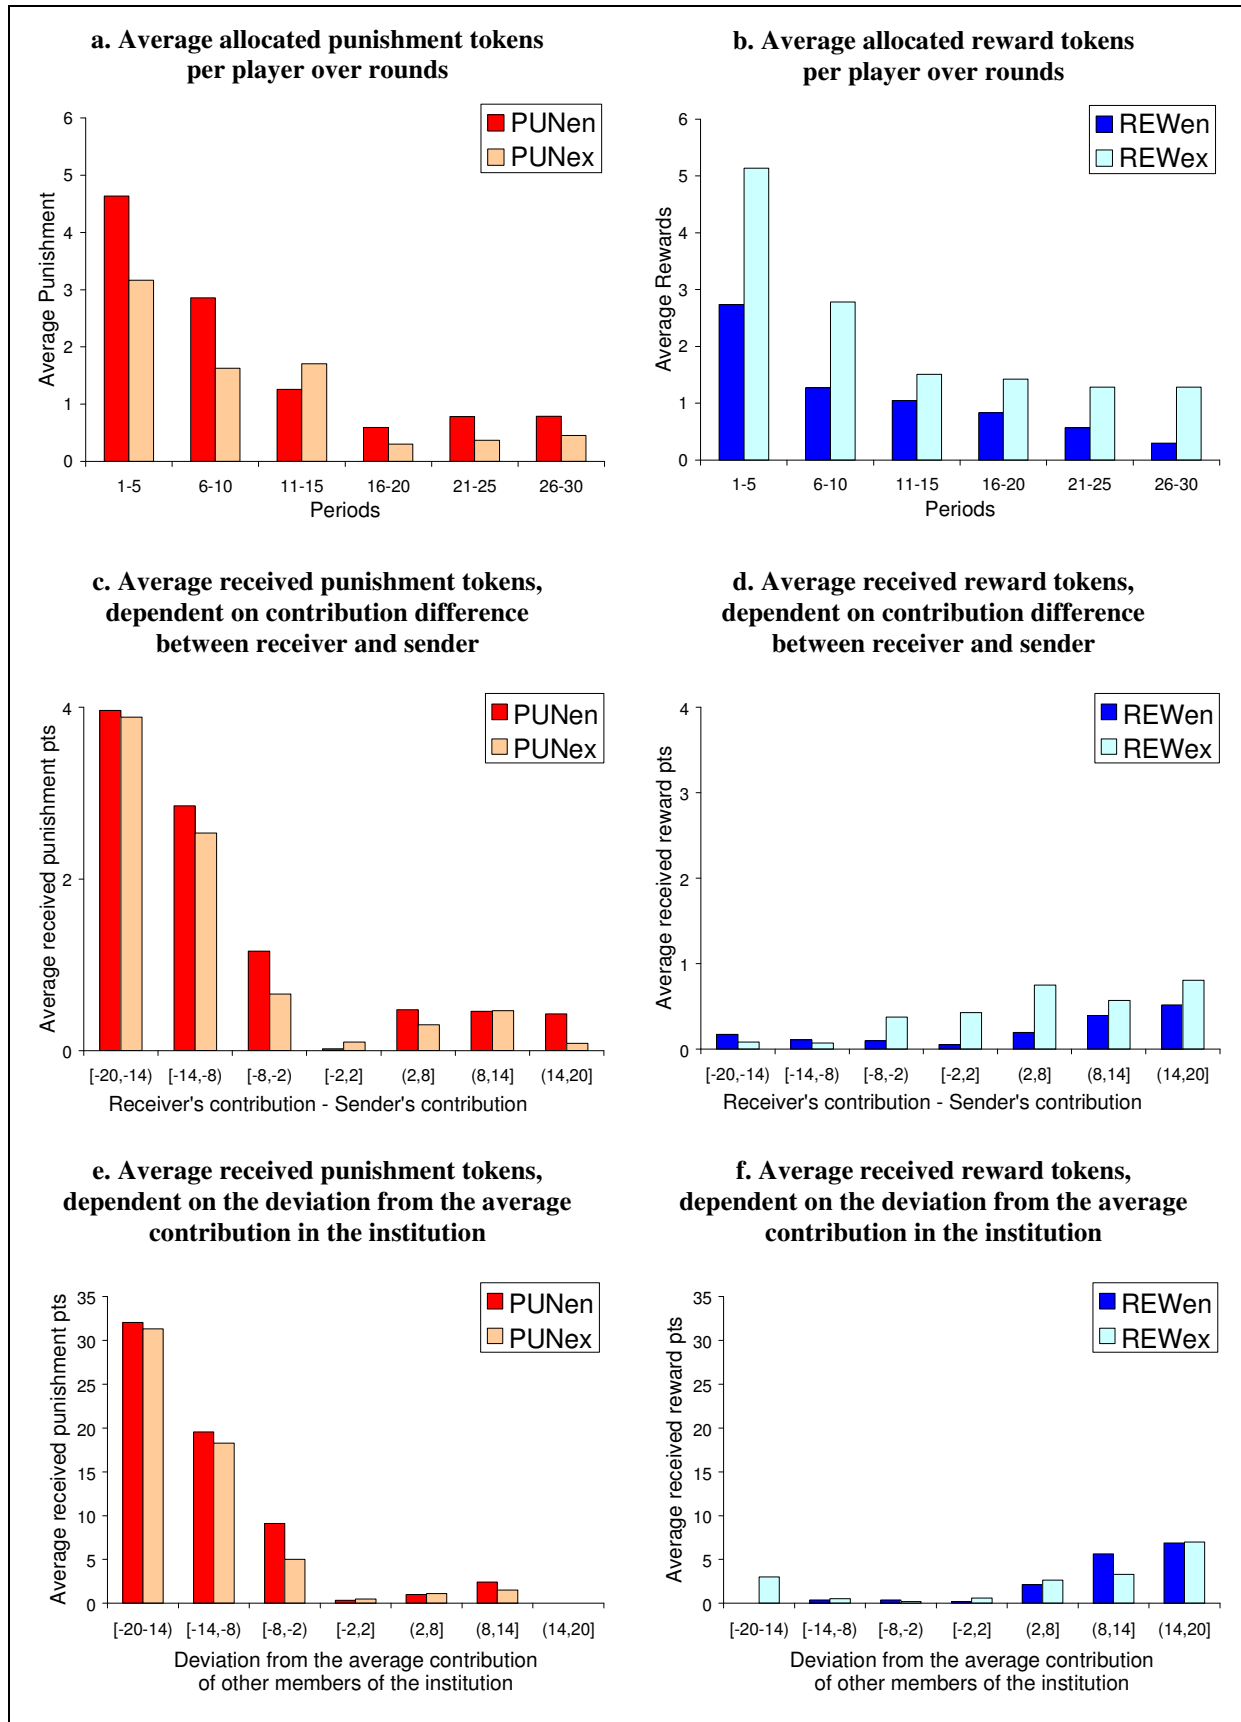 a. Average allocated punishment tokens
per player over rounds
6
5
4
3
2
1
0
Average Punishment
PUNen
PUNex
1-5
6-10
11-15
16-20
21-25
26-30
Periods
b. Average allocated reward tokens
per player over rounds
6
5
4
3
2
1
0
Average Rewards
REWen
REWex
1-5
6-10
11-15
16-20
21-25
26-30
Periods
c. Average received punishment tokens,
dependent on contribution difference
between receiver and sender
4
2
0
Average received punishment pts
PUNen
PUNex
[-20,-14)
[-14,-8)
[-8,-2)
[-2,2]
(2,8]
(8,14]
(14,20]
Receiver's contribution - Sender's contribution
d. Average received reward tokens,
dependent on contribution difference
between receiver and sender
4
3
2
1
0
Average received reward pts
REWen
REWex
[-20,-14)
[-14,-8)
[-8,-2)
[-2,2]
(2,8]
(8,14]
(14,20]
Receiver's contribution - Sender's contribution
e. Average received punishment tokens,
dependent on the deviation from the average
contribution in the institution
35
30
25
20
15
10
5
0
Average received punishment pts
PUNen
PUNex
[-20-14)
[-14,-8)
[-8,-2)
[-2,2]
(2,8]
(8,14]
(14,20]
Deviation from the average contribution
of other members of the institution
f. Average received reward tokens,
dependent on the deviation from the average
contribution in the institution
35
30
25
20
15
10
5
0
Average received reward pts
REWen
REWex
[-20-14)
[-14,-8)
[-8,-2)
[-2,2]
(2,8]
(8,14]
(14,20]
Deviation from the average contribution
of other members of the institution